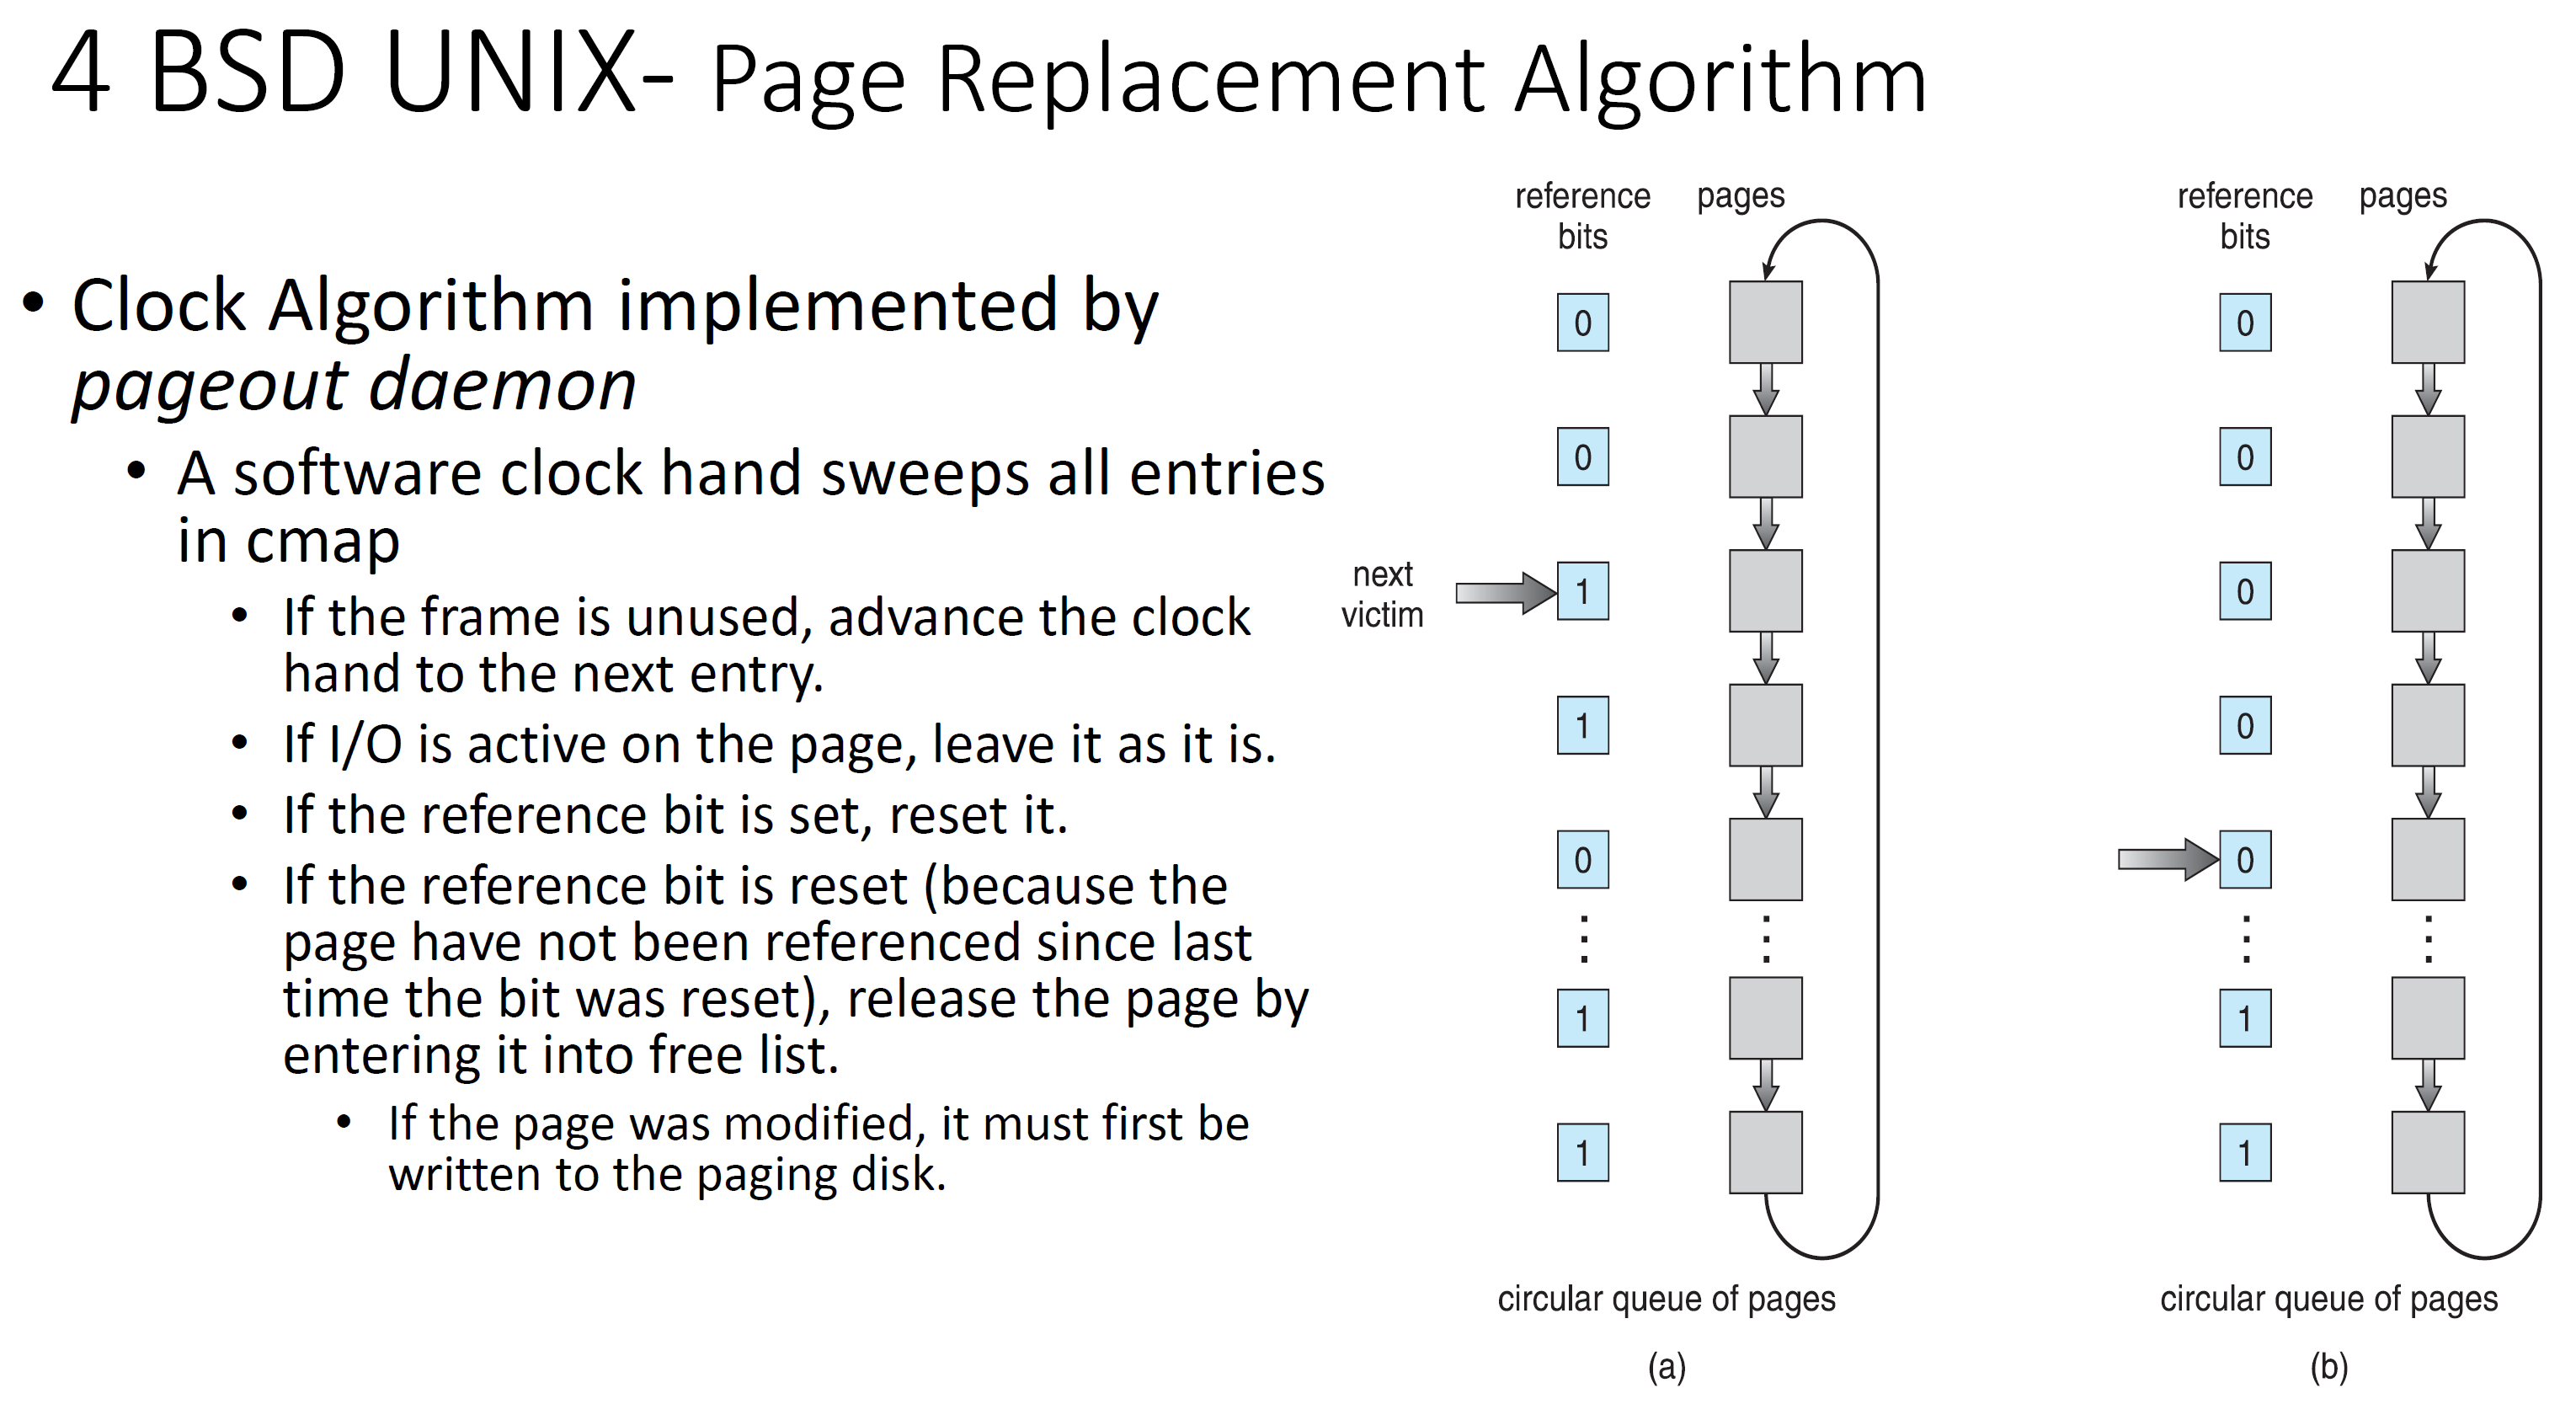 4 BSD UNIX- Page Replacement Algorithm
• Clock Algorithm implemented by
pageout daemon
• A software clock hand sweeps all entries
in cmap
• If the frame is unused, advance the clock
hand to the next entry.
• If I/O is active on the page, leave it as it is.
• If the reference bit is set, reset it.
• If the reference bit is reset (because the
page have not been referenced since last
time the bit was reset), release the page by
entering it into free list.
• If the page was modified, it must first be
written to the paging disk.
reference
bits
pages
0
0
next
victim
1
1
0
1
1
circular queue of pages
(a)
reference
bits
pages
0
0
0
0
0
1
1
circular queue of pages
(b)